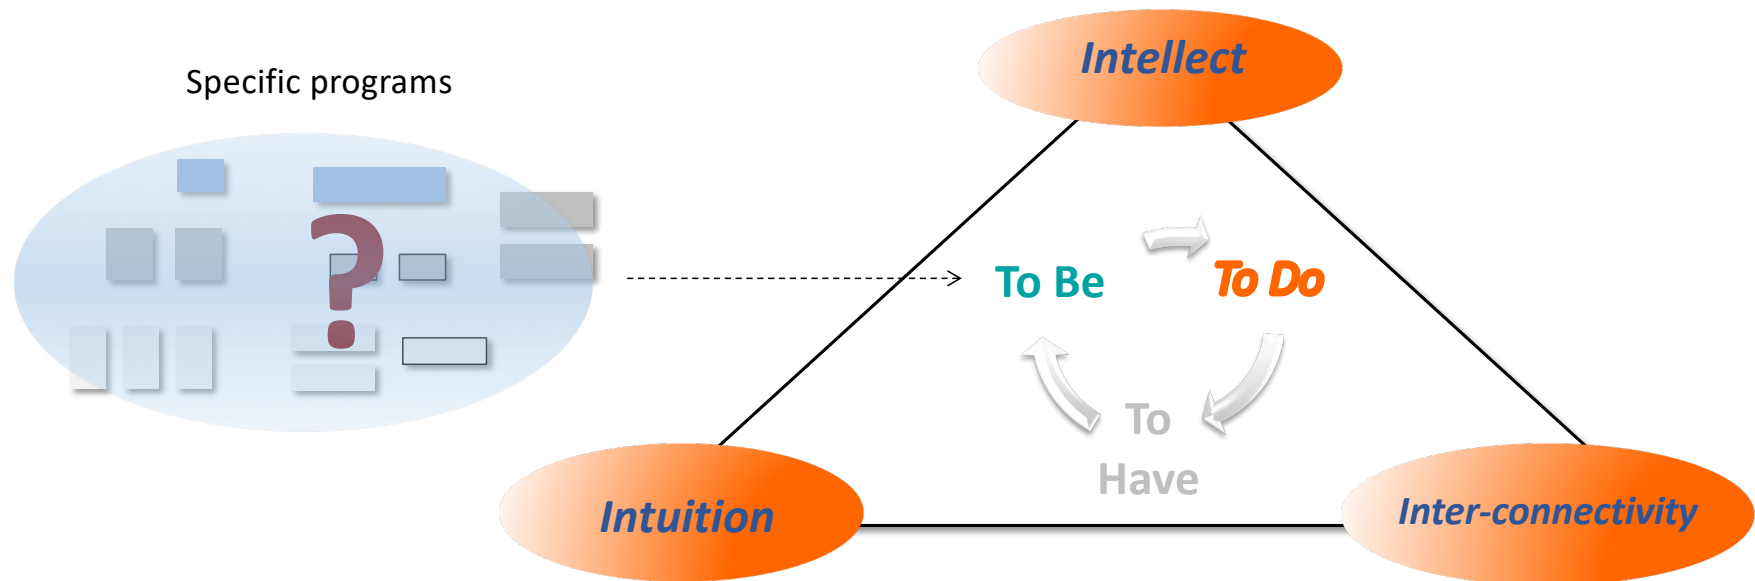 Intellect
Specific programs
?
To Be
To Do
To
Have
Intuition
Inter-connectivity